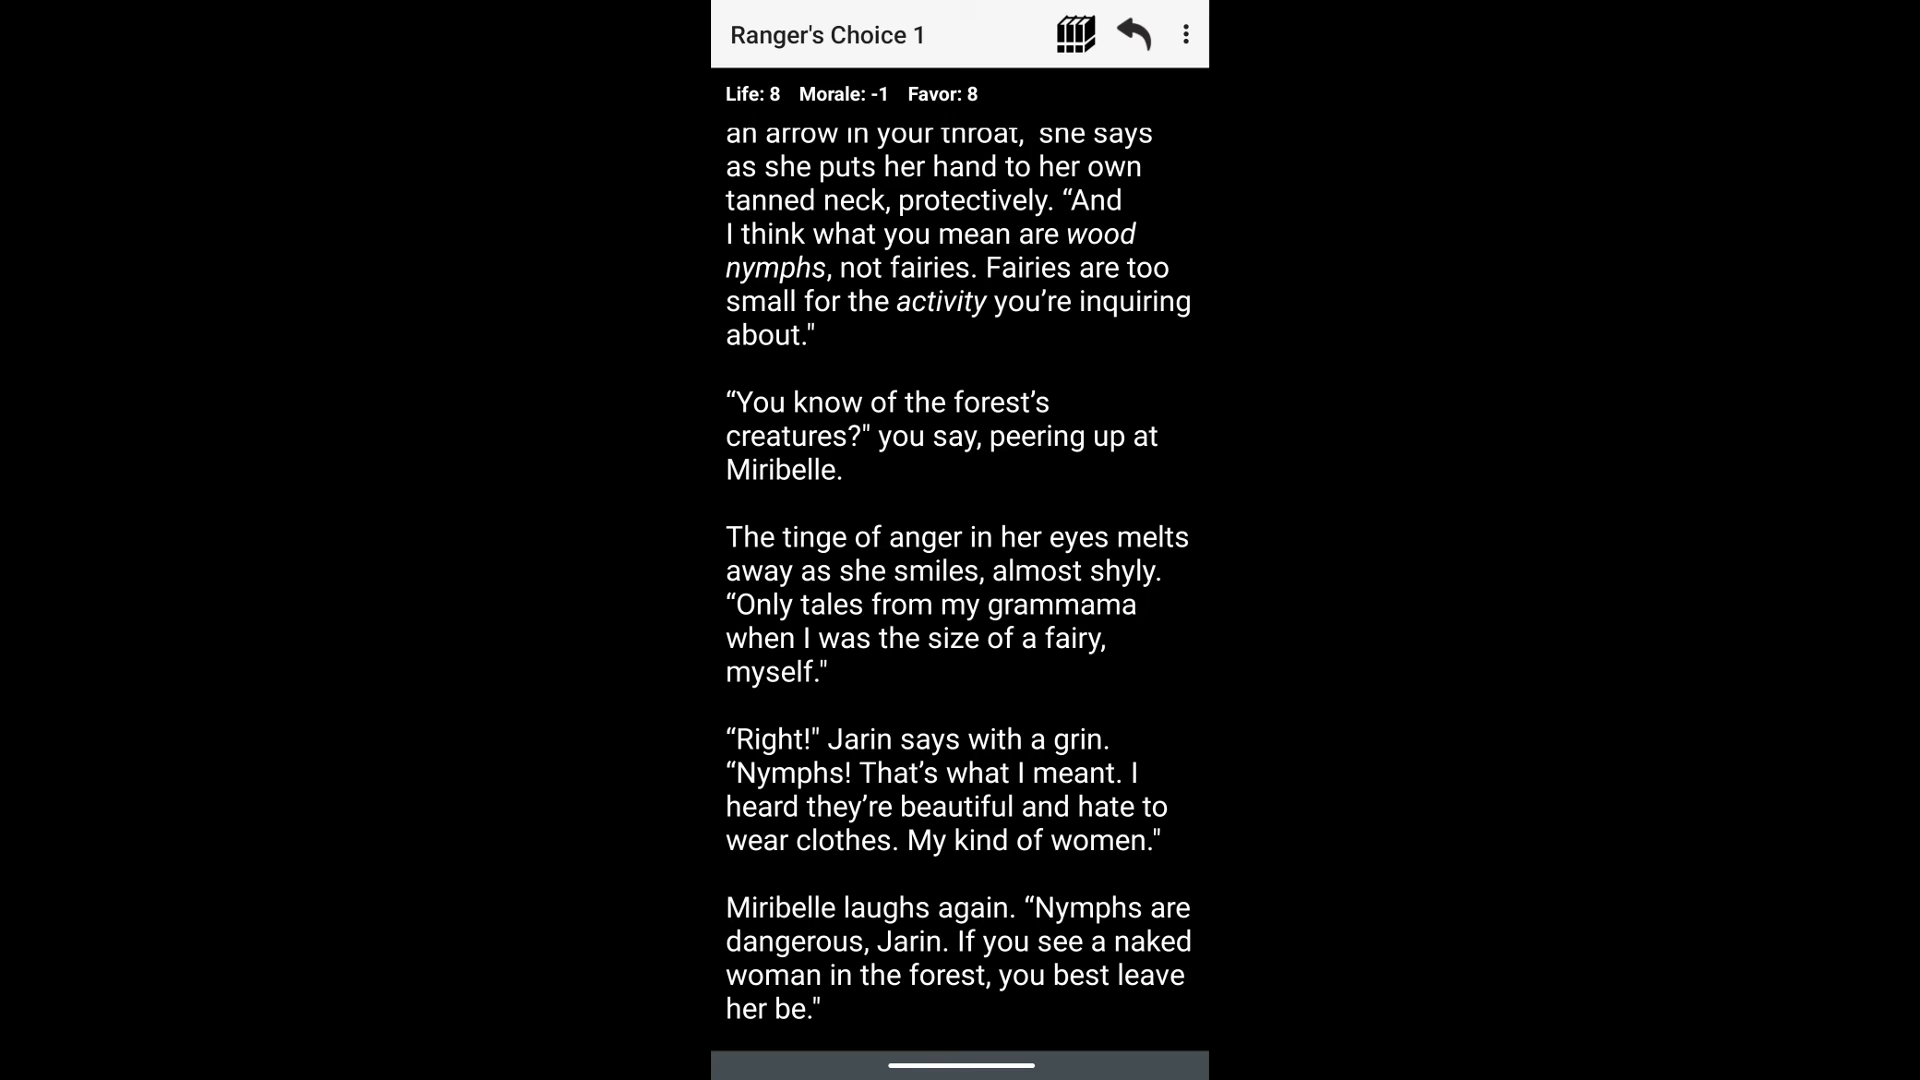 Ranger's Choice 1
Life: 8 Morale: -1 Favor: 8
an arrow in your throat, she says
as she puts her hand to her own
tanned neck, protectively. “And
I think what you mean are wood
nymphs, not fairies. Fairies are too
small for the activity you’re inquiring
about."
“You know of the forest’s
creatures?" you say, peering up at
Miribelle.
The tinge of anger in her eyes melts
away as she smiles, almost shyly.
“Only tales from my grammama
when I was the size of a fairy,
myself."
“Right!" Jarin says with a grin.
“Nymphs! That’s what I meant. I
heard they’re beautiful and hate to
wear clothes. My kind of women."
Miribelle laughs again. “Nymphs are
dangerous, Jarin. If you see a naked
woman in the forest, you best leave
her be."